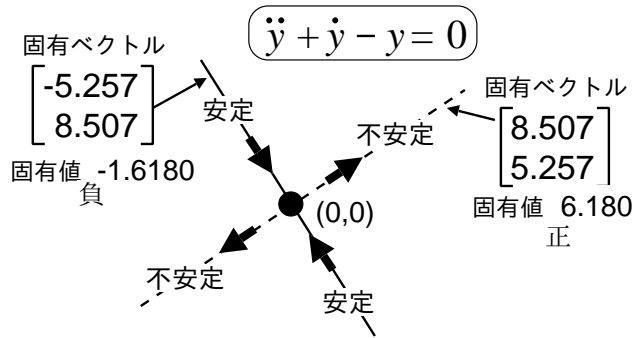 ÿ + ẏ − y = 0
固有ベクトル
-5.257
8.507
固有値 -1.6180
負
安定
不安定
固有ベクトル
8.507
5.257
固有値 6.180
正
(0,0)
不安定
安定